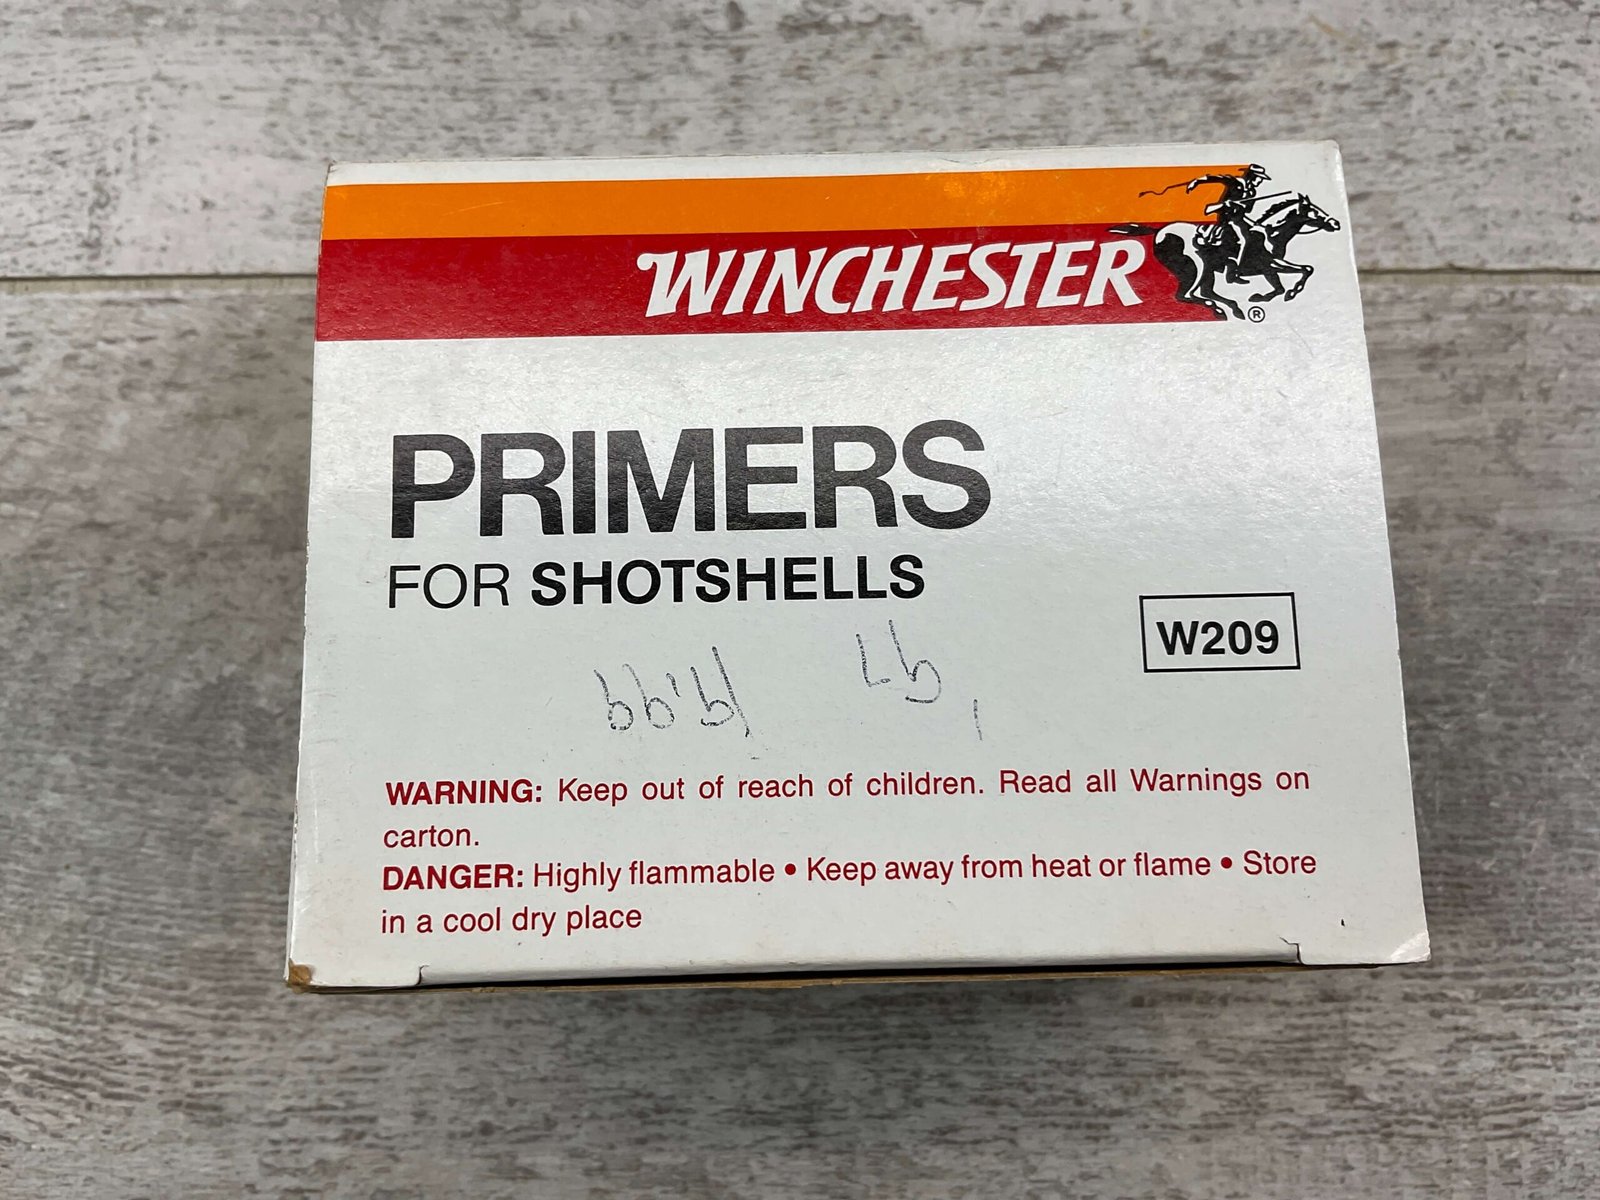 WINCHESTER
®
PRIMERS
FOR SHOTSHELLS
W209
WARNING: Keep out of reach of children. Read all Warnings on
carton.
DANGER: Highly flammable • Keep away from heat or flame • Store
in a cool dry place